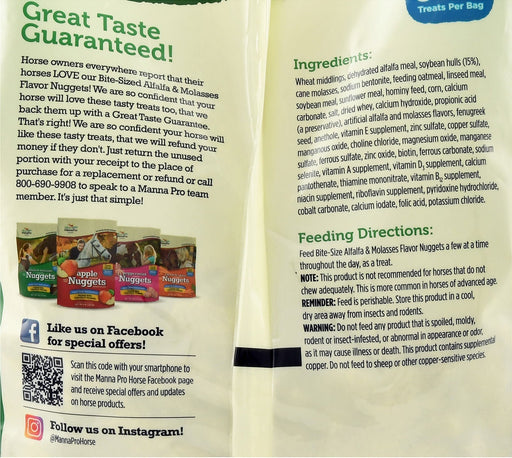 Treats Per Bag
Great Taste
Guaranteed!
Horse owners everywhere report that their
horses LOVE our Bite-Sized Alfalfa & Molasses
Flavor Nuggets! We are so confident that your
horse will love these tasty treats too, that we
back them up with a Great Taste Guarantee.
That's right! We are so confident your horse will
like these tasty treats, that we will refund your
money if they don't. Just return the unused
portion with your receipt to the place of
purchase for a replacement or refund or call
800-690-9908 to speak to a Manna Pro team
member. It's just that simple!
Nuggets
apple
Nuggets
Nuggets
Nuggets
Like us on Facebook
for special offers!
Scan this code with your smartphone to
visit the Manna Pro Horse Facebook page
and receive special offers and updates
on horse products.
Follow us on Instagram!
@MannaProHorse
Ingredients:
Wheat middlings, dehydrated alfalfa meal, soybean hulls (15%),
cane molasses, sodium bentonite, feeding oatmeal, linseed meal,
soybean meal, sunflower meal, hominy feed, corn, calcium
carbonate, salt, dried whey, calcium hydroxide, propionic acid
(a preservative), artificial alfalfa and molasses flavors, fenugreek
seed, anethole, vitamin E supplement, zinc sulfate, copper sulfate,
manganous oxide, choline chloride, magnesium oxide, manganese
sulfate, ferrous sulfate, zinc oxide, biotin, ferrous carbonate, sodium
selenite, vitamin A supplement, vitamin D3 supplement, calcium
pantothenate, thiamine mononitrate, vitamin B12 supplement,
niacin supplement, riboflavin supplement, pyridoxine hydrochloride,
cobalt carbonate, calcium iodate, folic acid, potassium chloride.
Feeding Directions:
Feed Bite-Size Alfalfa & Molasses Flavor Nuggets a few at a time
throughout the day, as a treat.
NOTE: This product is not recommended for horses that do not
chew adequately. This is more common in horses of advanced age.
REMINDER: Feed is perishable. Store this product in a cool,
dry area away from insects and rodents.
WARNING: Do not feed any product that is spoiled, moldy,
rodent or insect-infested, or abnormal in appearance or odor,
as it may cause illness or death. This product contains supplemental
copper. Do not feed to sheep or other copper-sensitive species.